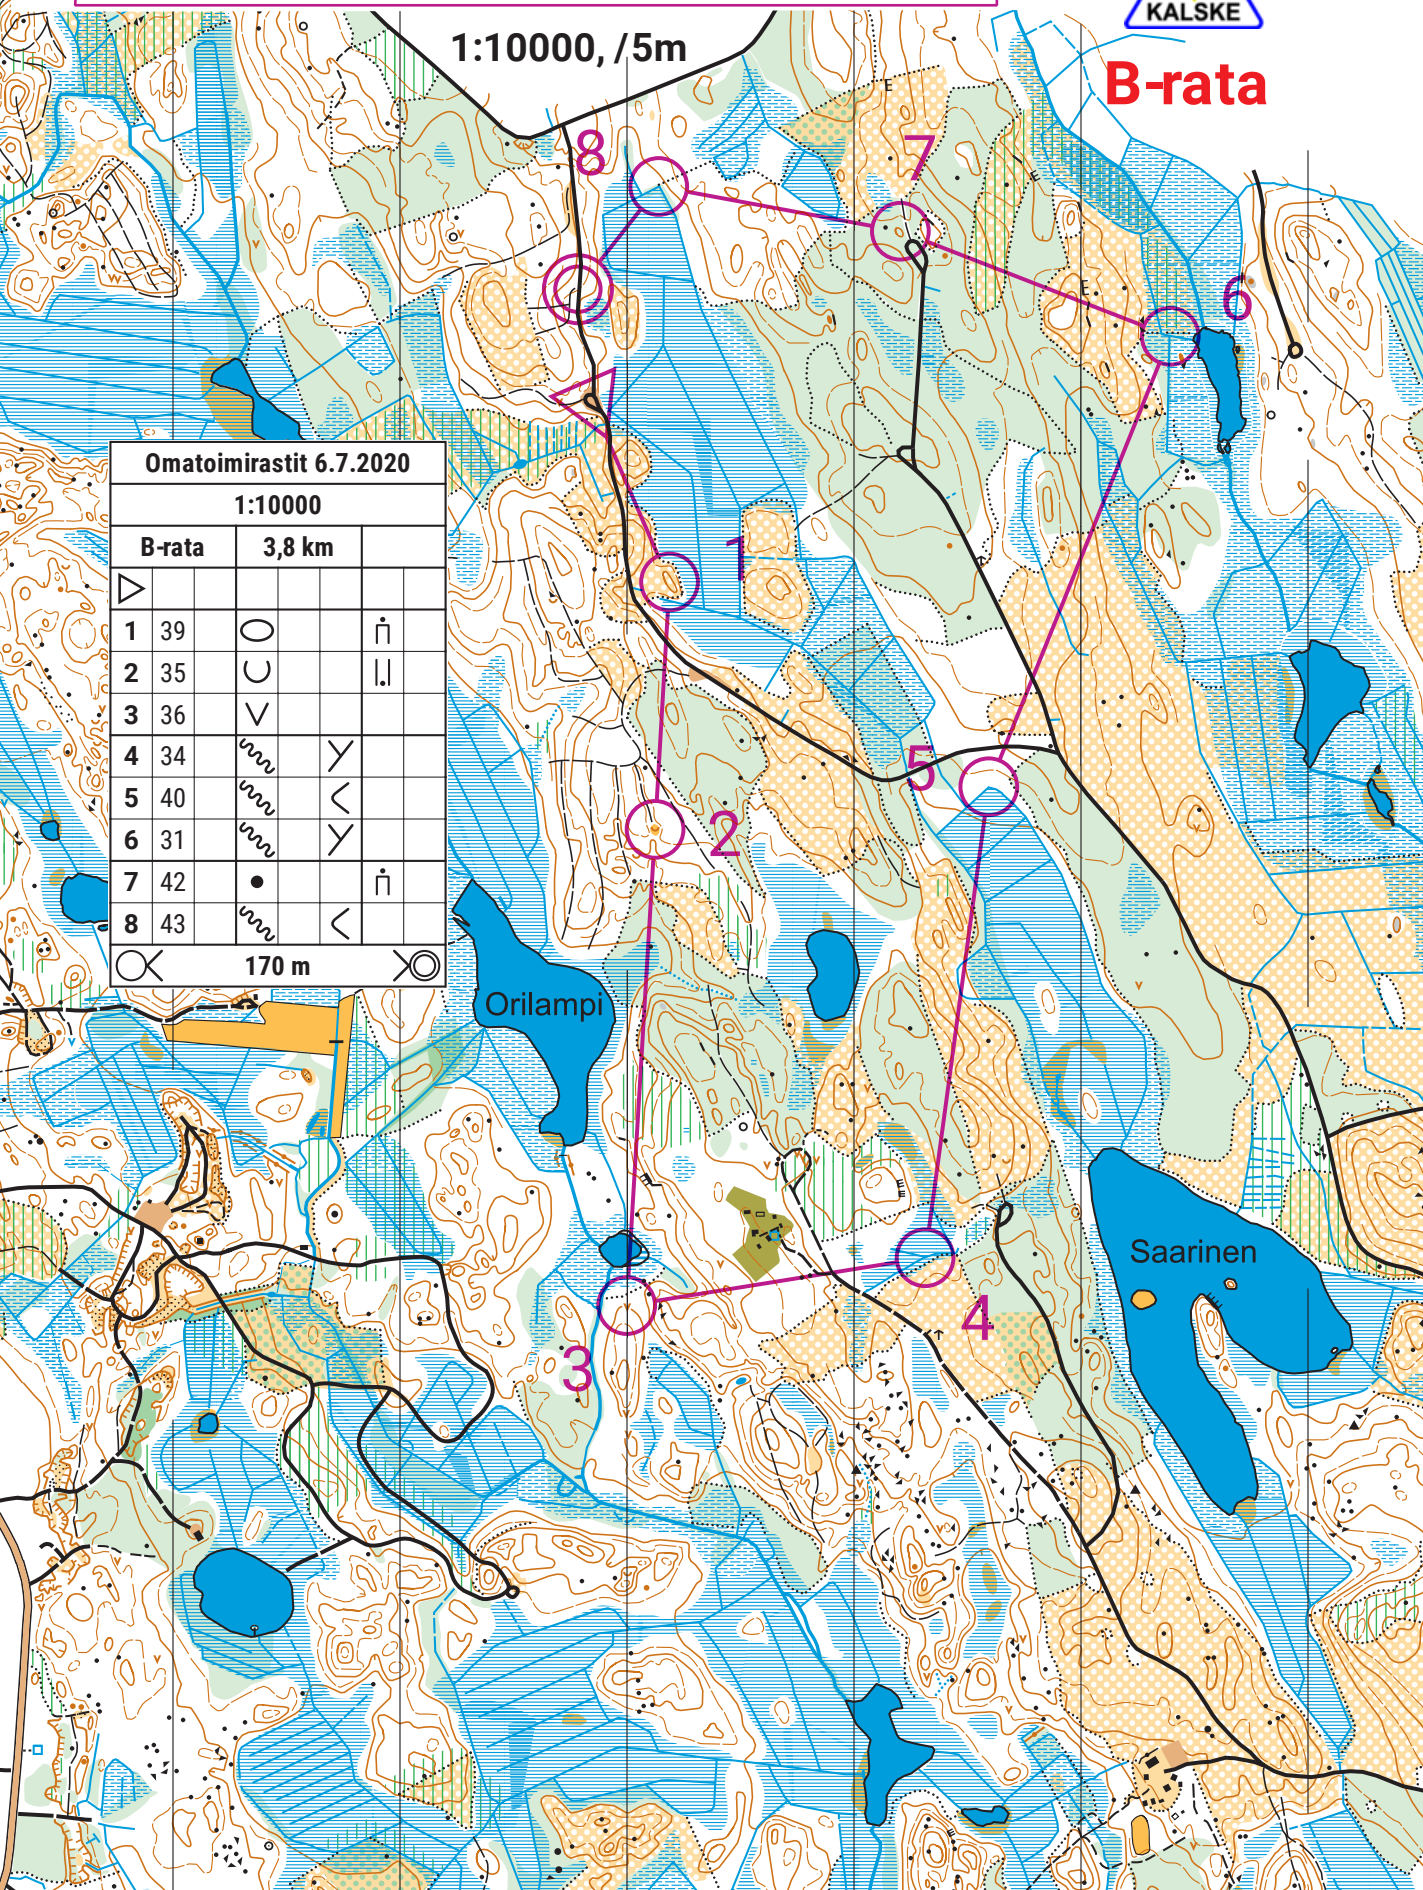 1:10000, /5m
KALSKE
B-rata
8
7
6
Omatoimirastit 6.7.2020
1:10000
B-rata 3,8 km
1 39
2 35
3 36
4 34
5 40
6 31
7 42
8 43
170 m
1
5
2
Orilampi
Saarinen
4
3